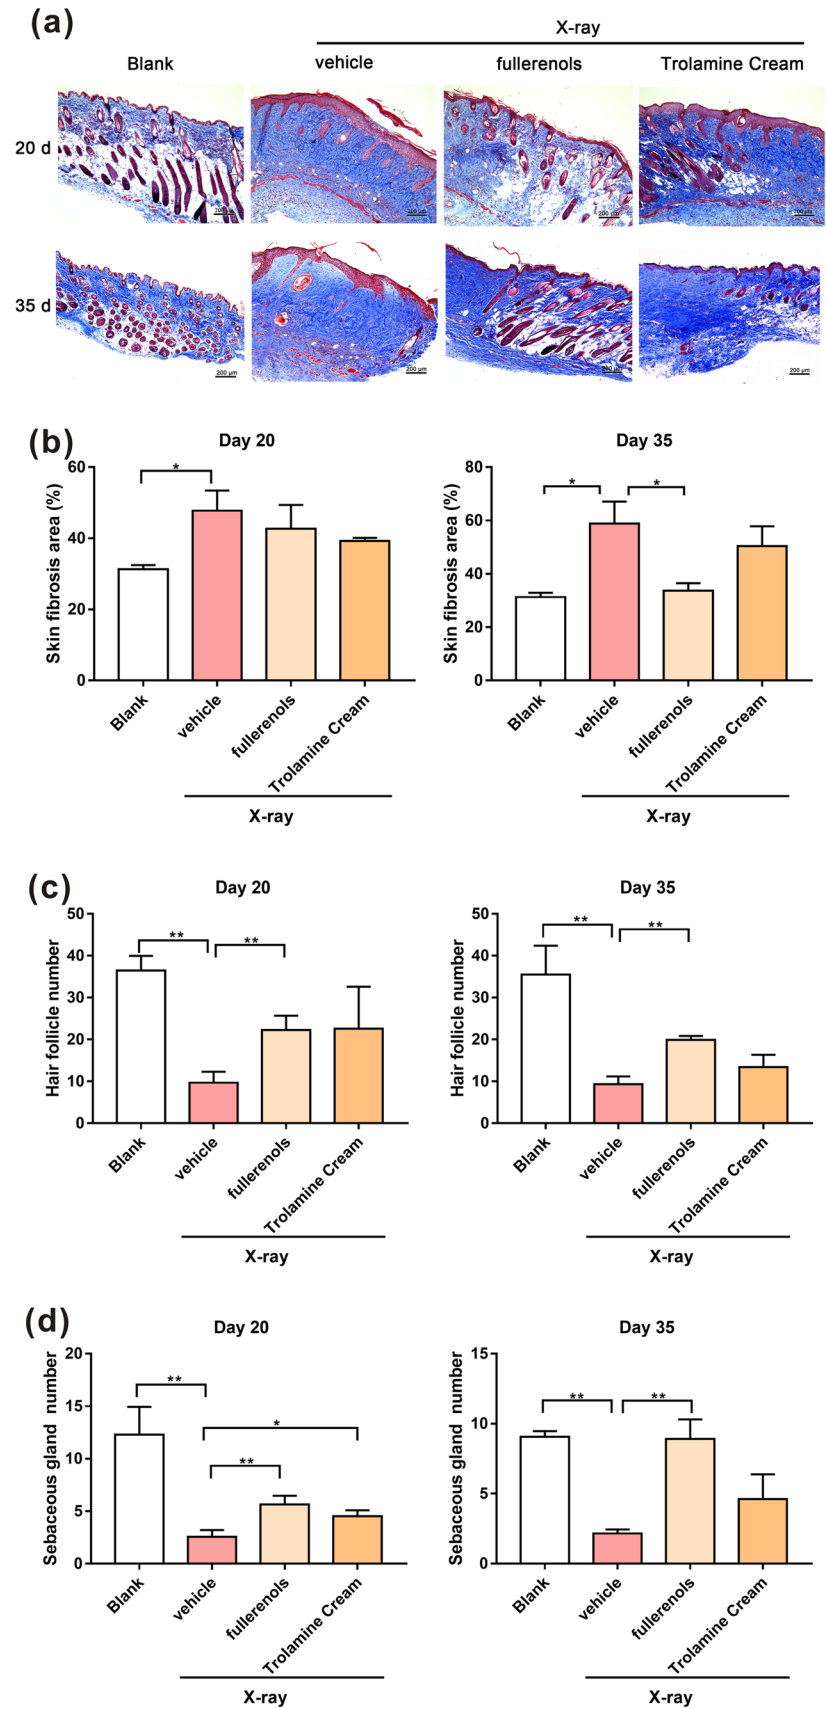 (a)
X-ray
Blank
vehicle
fullerenols
Trolamine Cream
20 d
200 µm
200 µm
200 µm
100 µm
35 d
200 µm
200 µm
200 µm
200 µm
(b)
Day 20
Skin fibrosis area (%)
60
40
20
0
*
Blank
vehicle
fullerenols
Trolamine Cream
X-ray
Day 35
Skin fibrosis area (%)
80
60
40
20
0
*
*
Blank
vehicle
fullerenols
Trolamine Cream
X-ray
(c)
Day 20
Hair follicle number
50
40
30
20
10
0
**
**
Blank
vehicle
fullerenols
Trolamine Cream
X-ray
Day 35
Hair follicle number
50
40
30
20
10
0
**
**
Blank
vehicle
fullerenols
Trolamine Cream
X-ray
(d)
Day 20
Sebaceous gland number
20
15
10
5
0
**
*
**
Blank
vehicle
fullerenols
Trolamine Cream
X-ray
Day 35
Sebaceous gland number
15
10
5
0
**
**
Blank
vehicle
fullerenols
Trolamine Cream
X-ray